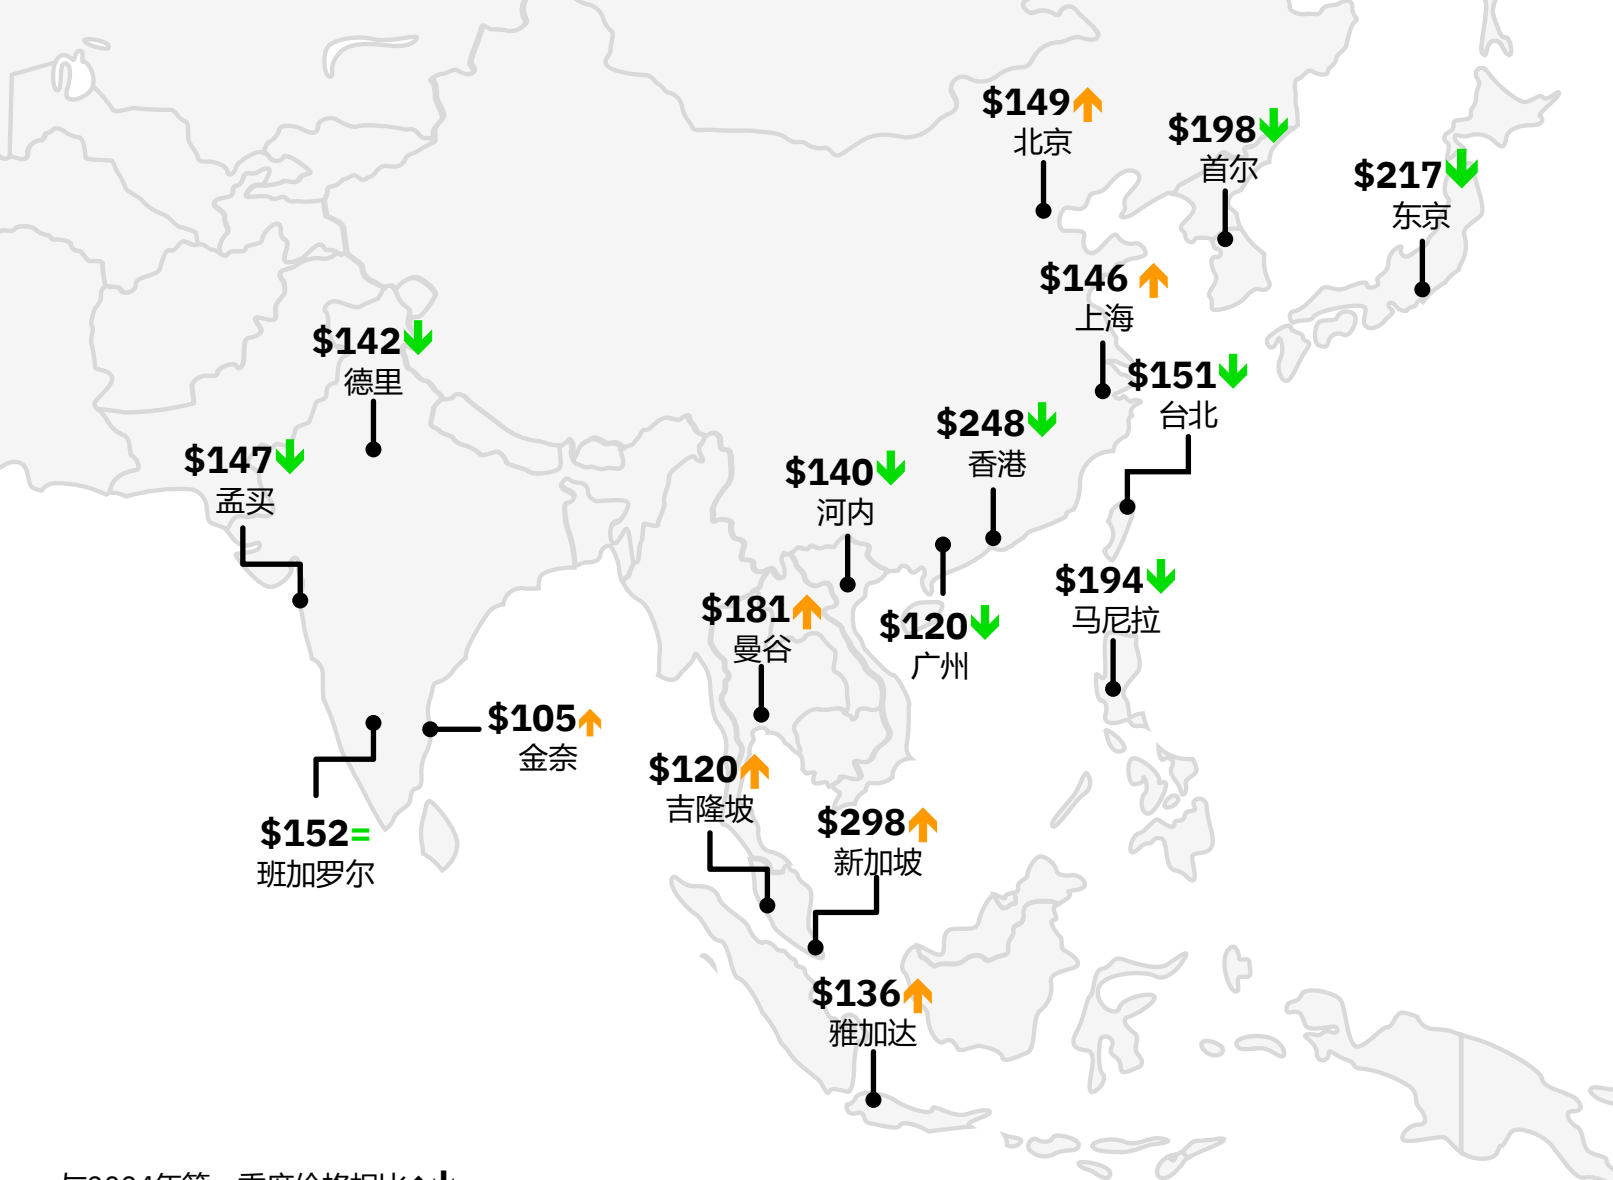 $149
北京
$198
首尔
$217
东京
$146
上海
$142
德里
$151
台北
$248
香港
$147
孟买
$140
河内
$194
马尼拉
$181
曼谷
$120
广州
$105
金奈
$120
吉隆坡
$298
新加坡
$152=
班加罗尔
$136
雅加达